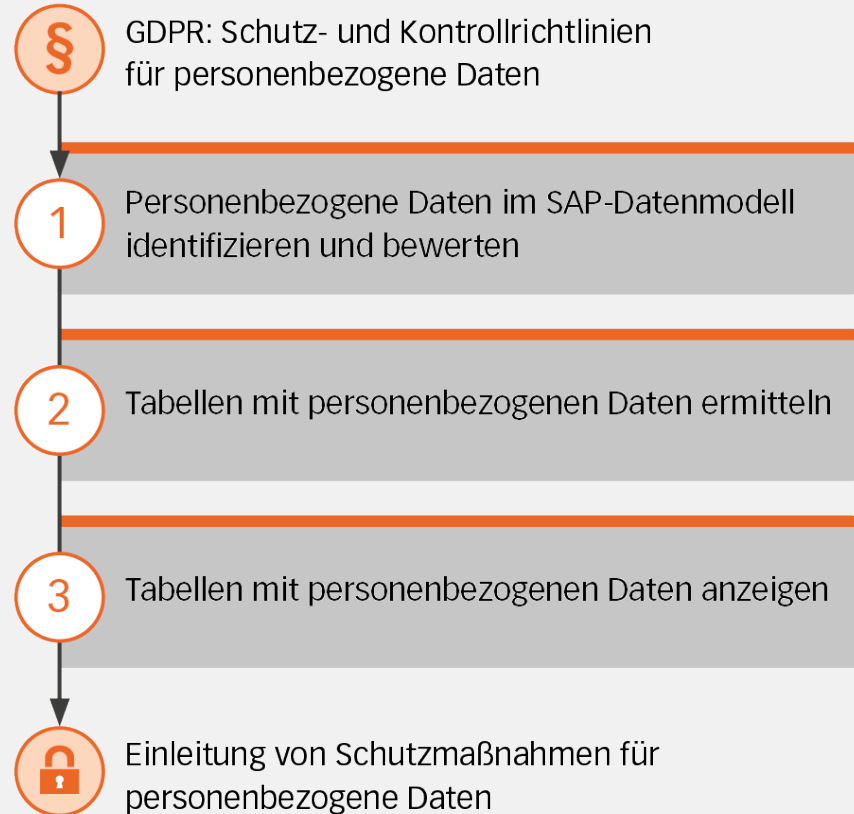 §
GDPR: Schutz- und Kontrollrichtlinien
für personenbezogene Daten
1
Personenbezogene Daten im SAP-Datenmodell
identifizieren und bewerten
2
Tabellen mit personenbezogenen Daten ermitteln
3
Tabellen mit personenbezogenen Daten anzeigen
Einleitung von Schutzmaßnahmen für
personenbezogene Daten